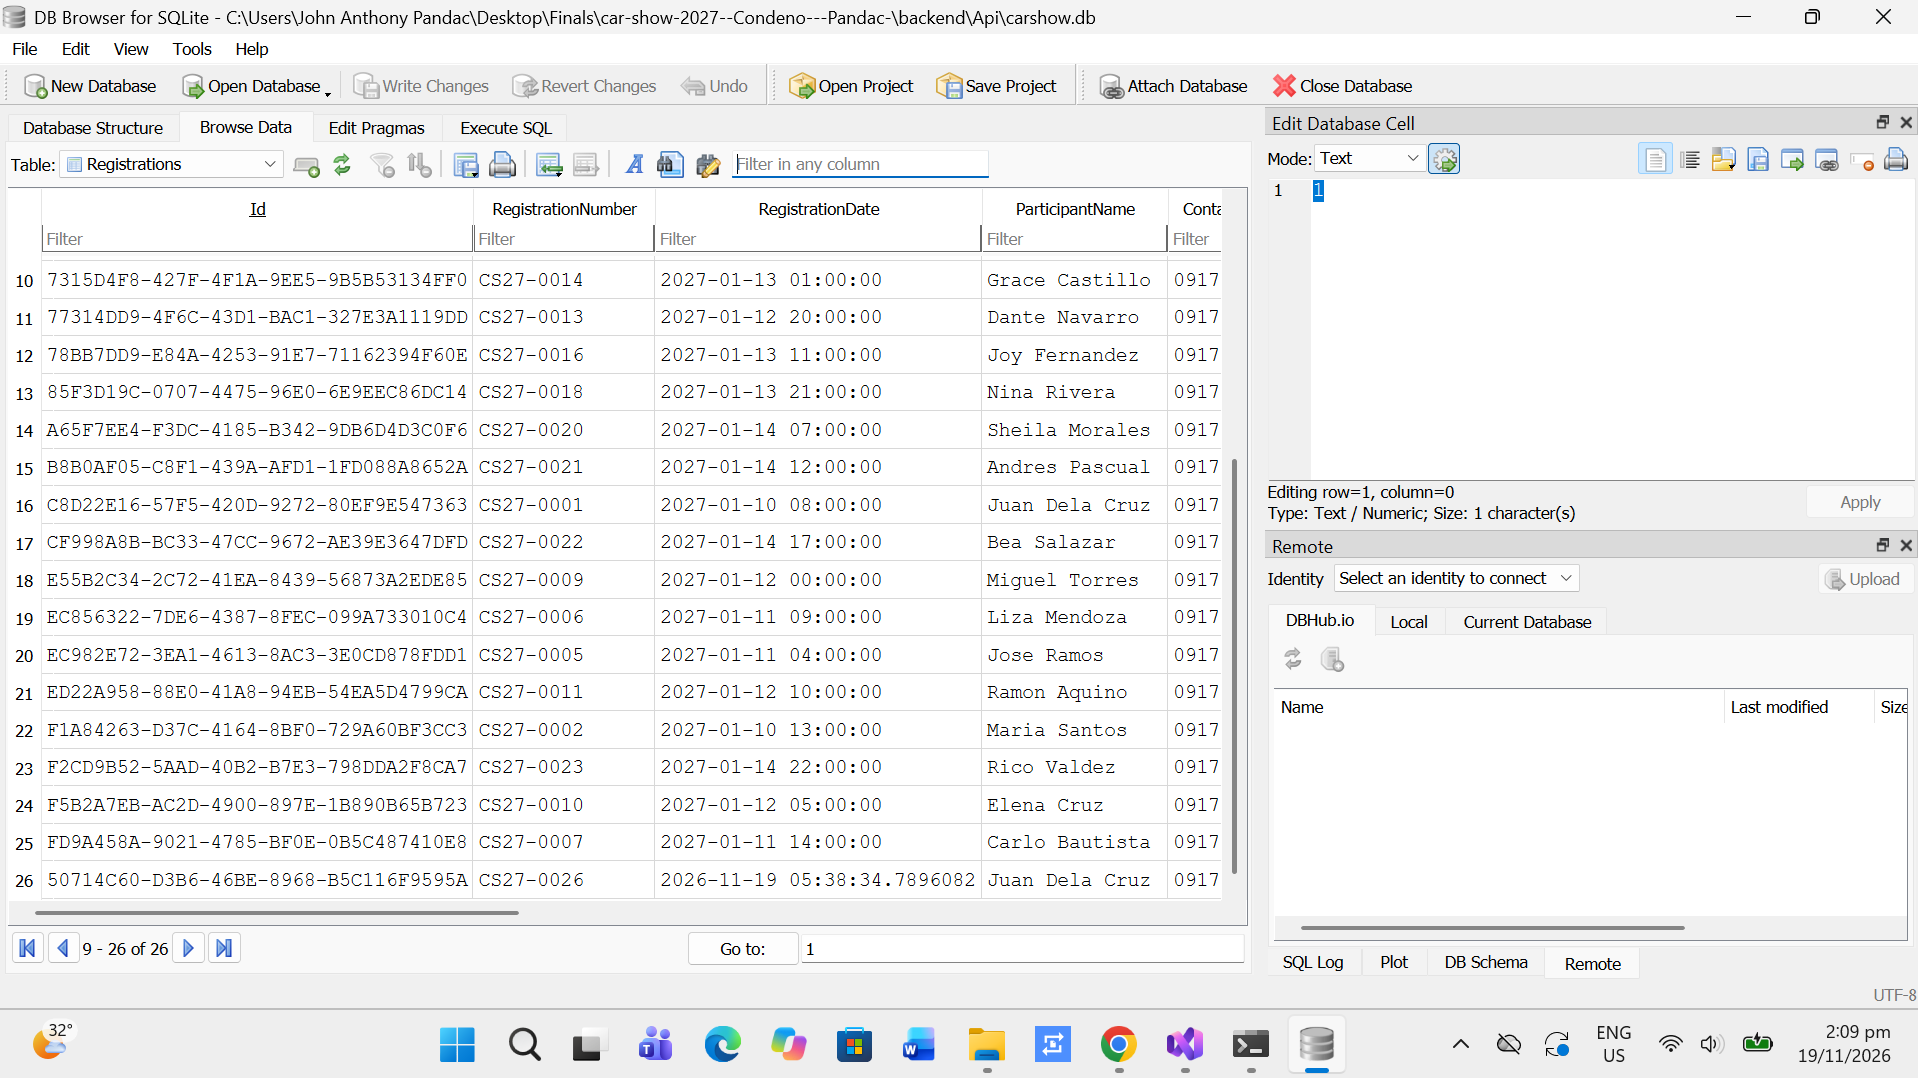 DB Browser for SQLite - C:\Users\John Anthony Pandac\Desktop\Finals\car-show-2027--Condeno---Pandac-\backend\Api\carshow.db
File Edit View Tools Help
New Database Open Database Write Changes Revert Changes Undo Open Project Save Project Attach Database Close Database
Database Structure Browse Data Edit Pragmas Execute SQL
Table: Registrations Filter in any column
Id RegistrationNumber RegistrationDate ParticipantName Conta
Filter Filter Filter Filter Filter
10 7315D4F8-427F-4F1A-9EE5-9B5B53134FF0 CS27-0014 2027-01-13 01:00:00 Grace Castillo 0917
11 77314DD9-4F6C-43D1-BAC1-327E3A1119DD CS27-0013 2027-01-12 20:00:00 Dante Navarro 0917
12 78BB7DD9-E84A-4253-91E7-71162394F60E CS27-0016 2027-01-13 11:00:00 Joy Fernandez 0917
13 85F3D19C-0707-4475-96E0-6E9EEC86DC14 CS27-0018 2027-01-13 21:00:00 Nina Rivera 0917
14 A65F7EE4-F3DC-4185-B342-9DB6D4D3C0F6 CS27-0020 2027-01-14 07:00:00 Sheila Morales 0917
15 B8B0AF05-C8F1-439A-AFD1-1FD088A8652A CS27-0021 2027-01-14 12:00:00 Andres Pascual 0917
16 C8D22E16-57F5-420D-9272-80EF9E547363 CS27-0001 2027-01-10 08:00:00 Juan Dela Cruz 0917
17 CF998A8B-BC33-47CC-9672-AE39E3647DFD CS27-0022 2027-01-14 17:00:00 Bea Salazar 0917
18 E55B2C34-2C72-41EA-8439-56873A2EDE85 CS27-0009 2027-01-12 00:00:00 Miguel Torres 0917
19 EC856322-7DE6-4387-8FEC-099A733010C4 CS27-0006 2027-01-11 09:00:00 Liza Mendoza 0917
20 EC982E72-3EA1-4613-8AC3-3E0CD878FDD1 CS27-0005 2027-01-11 04:00:00 Jose Ramos 0917
21 ED22A958-88E0-41A8-94EB-54EA5D4799CA CS27-0011 2027-01-12 10:00:00 Ramon Aquino 0917
22 F1A84263-D37C-4164-8BF0-729A60BF3CC3 CS27-0002 2027-01-10 13:00:00 Maria Santos 0917
23 F2CD9B52-5AAD-40B2-B7E3-798DDA2F8CA7 CS27-0023 2027-01-14 22:00:00 Rico Valdez 0917
24 F5B2A7EB-AC2D-4900-897E-1B890B65B723 CS27-0010 2027-01-12 05:00:00 Elena Cruz 0917
25 FD9A458A-9021-4785-BF0E-0B5C487410E8 CS27-0007 2027-01-11 14:00:00 Carlo Bautista 0917
26 50714C60-D3B6-46BE-8968-B5C116F9595A CS27-0026 2026-11-19 05:38:34.7896082 Juan Dela Cruz 0917
9 - 26 of 26 Go to: 1
Edit Database Cell
Mode: Text
1 1
Editing row=1, column=0
Type: Text / Numeric; Size: 1 character(s)
Apply
Remote
Identity Select an identity to connect Upload
DBHub.io Local Current Database
Name Last modified Size
SQL Log Plot DB Schema Remote
UTF-8
32°
ENG
US
2:09 pm
19/11/2026